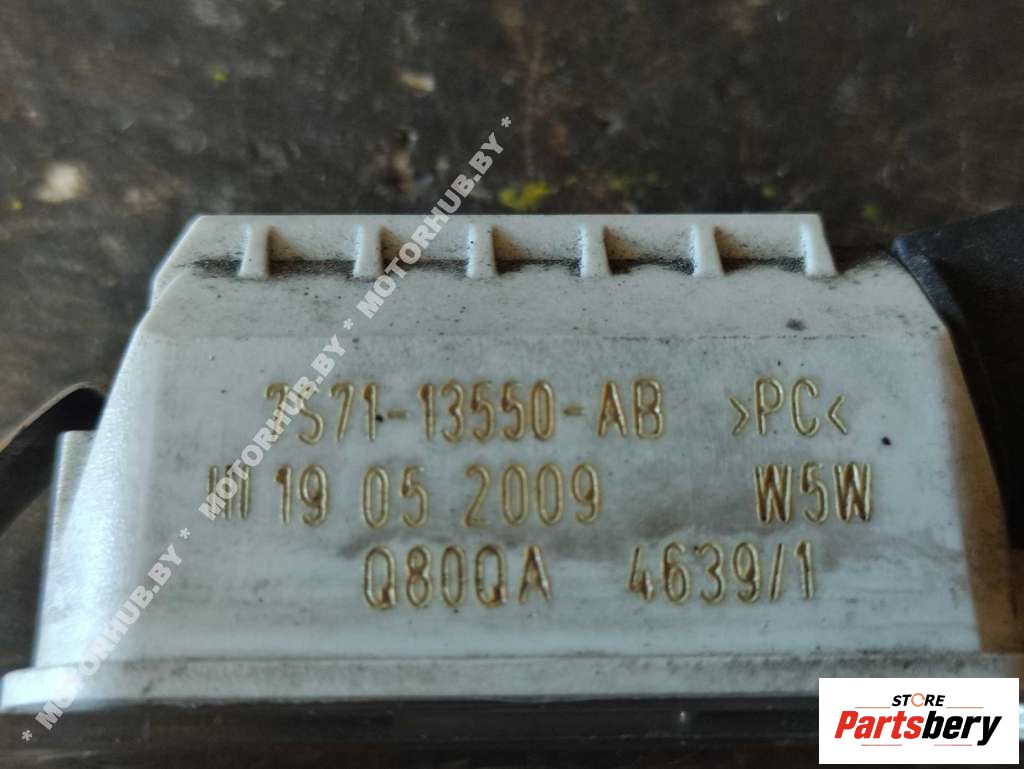 7S71-13550-AB >PC<
III 19 05 2009 W5W
Q80QA 4639/1
* MOTORHUB.BY * MOTORHUB.BY * MOTORHUB.BY *
STORE
Partsbery